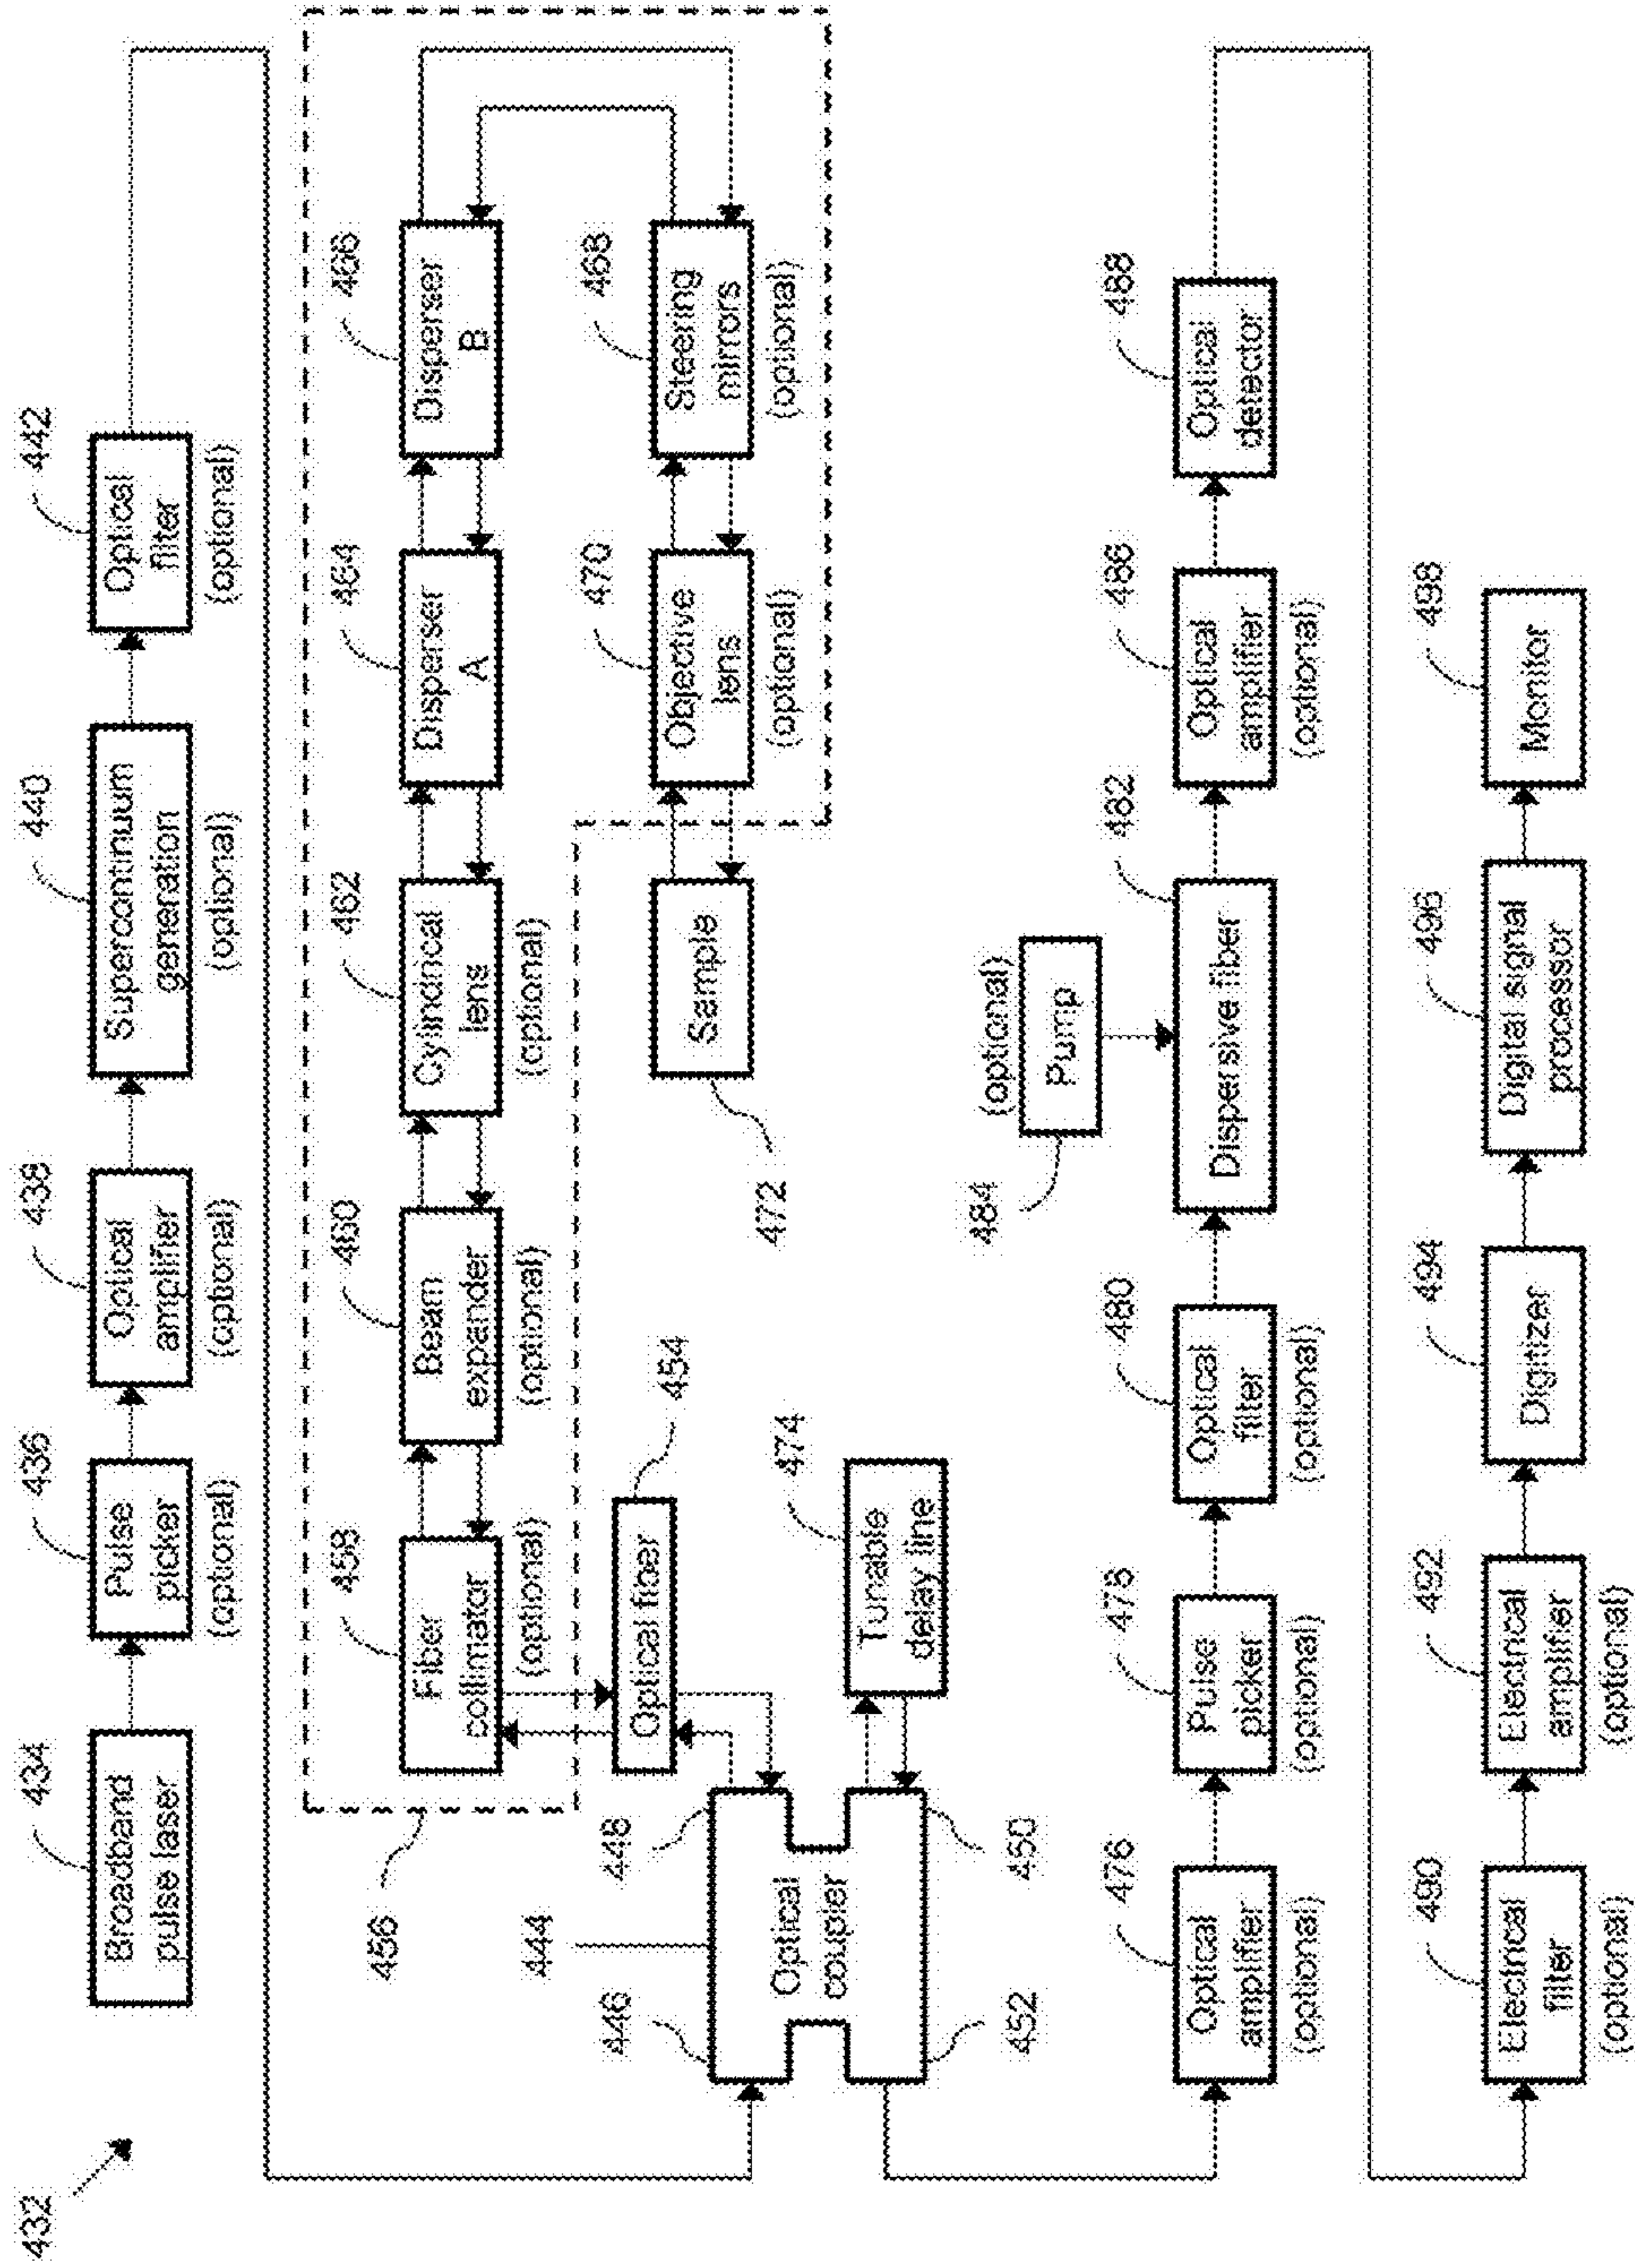 432
434
Broadband
pulse laser
436
Pulse
picker
(optional)
438
Optical
amplifier
(optional)
440
Supercontinuum
generation
(optional)
442
Optical
filter
(optional)
456
458
Fiber
collimator
(optional)
460
Beam
expander
(optional)
462
Cylindrical
lens
(optional)
464
Disperser
A
466
Disperser
B
454
Optical fiber
472
Sample
470
Objective
lens
(optional)
468
Steering
mirrors
(optional)
444
446
448
Optical
coupler
452
450
474
Tunable
delay line
476
Optical
amplifier
(optional)
478
Pulse
picker
(optional)
480
Optical
filter
(optional)
484
(optional)
Pump
482
Dispersive fiber
486
Optical
amplifier
(optional)
488
Optical
detector
490
Electrical
filter
(optional)
492
Electrical
amplifier
(optional)
494
Digitizer
496
Digital signal
processor
498
Monitor